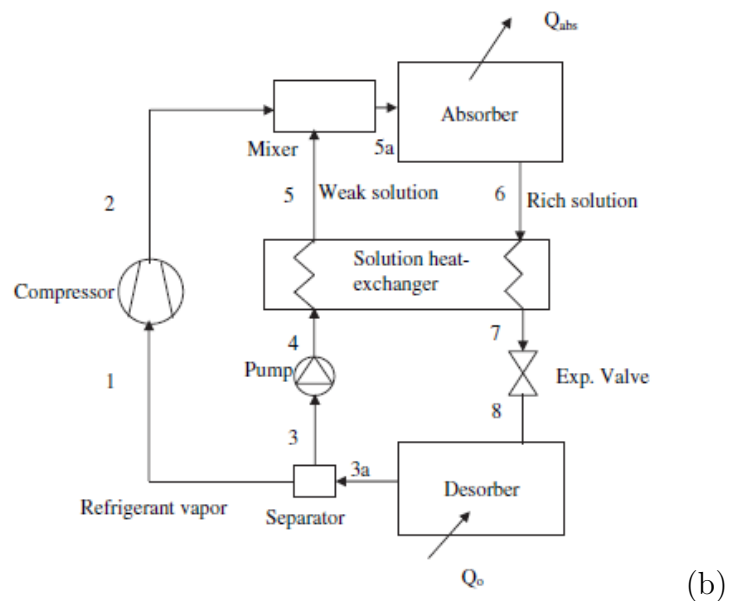 Qabs
Absorber
Mixer
5a
2
5
Weak solution
6
Rich solution
Solution heat-
exchanger
Compressor
4
7
1
Pump
Exp. Valve
8
3
3a
Desorber
Refrigerant vapor
Separator
Qo
(b)